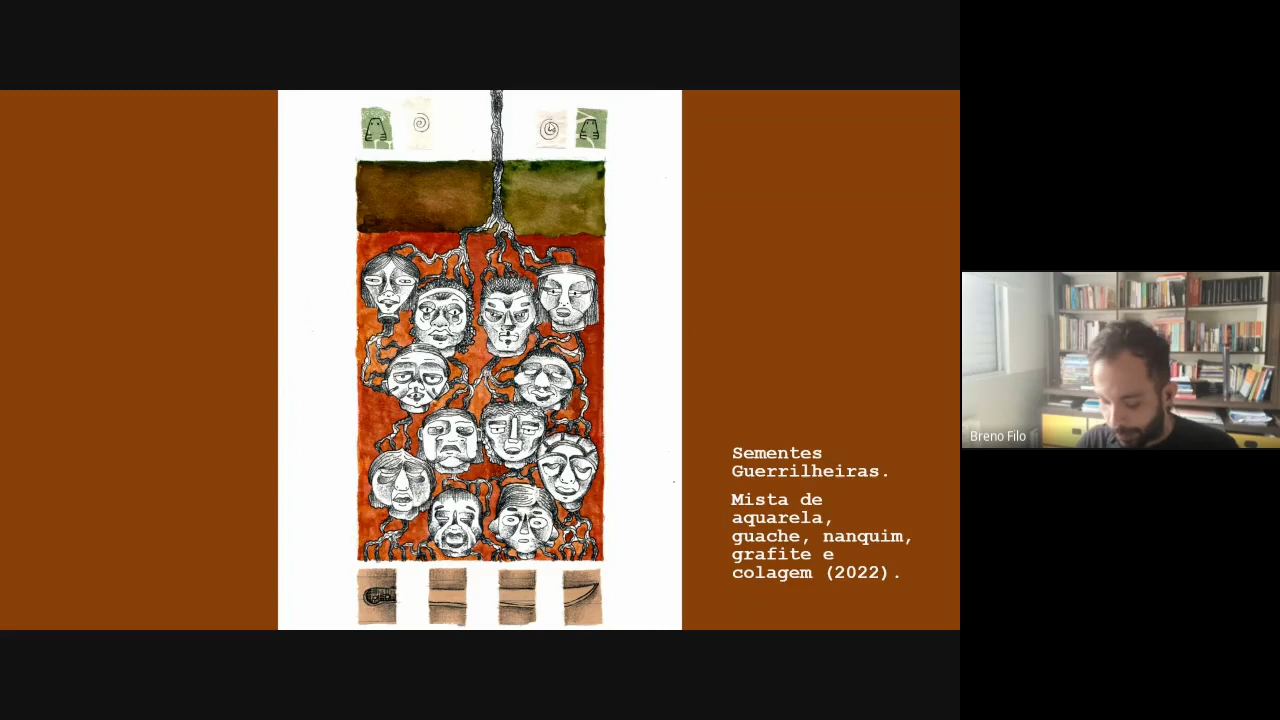 Sementes
Guerrilheiras.
Mista de
aquarela,
guache, nanquim,
grafite e
colagem (2022).
Breno Filo